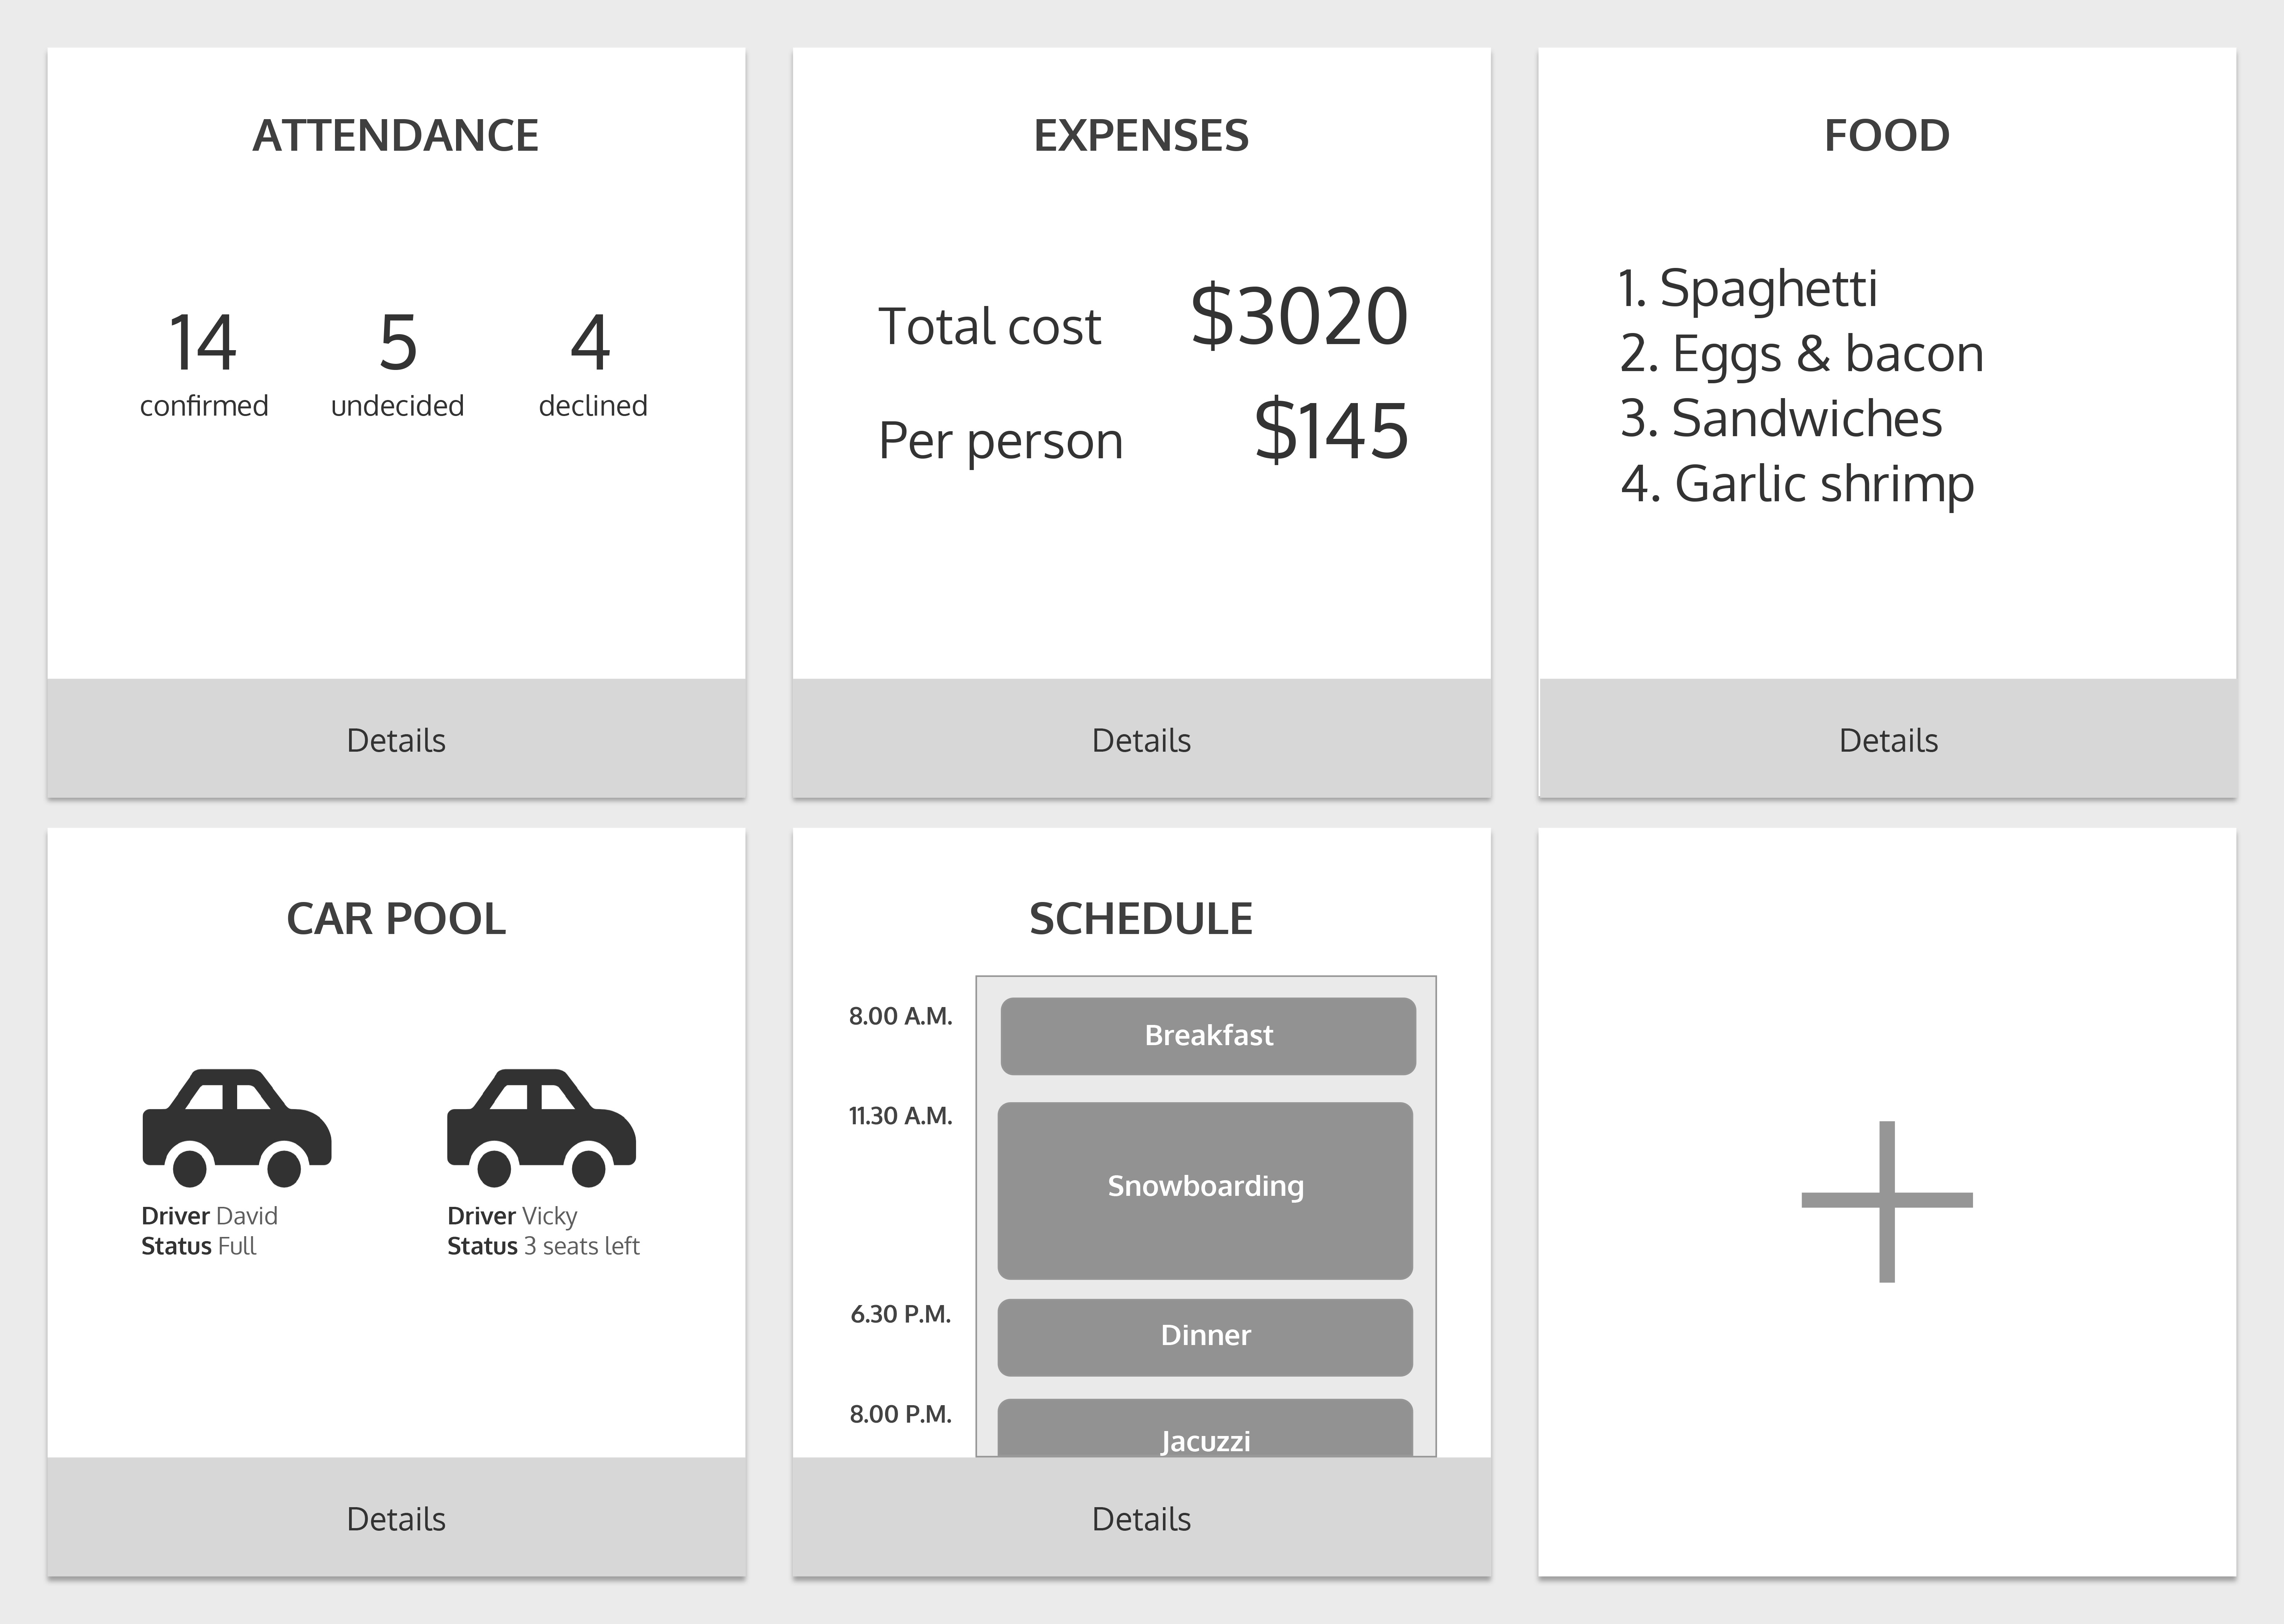 ATTENDANCE
14
5
4
confirmed
undecided
declined
Details
EXPENSES
Total cost $3020
Per person $145
Details
FOOD
1. Spaghetti
2. Eggs & bacon
3. Sandwiches
4. Garlic shrimp
Details
CAR POOL
Driver David
Status Full
Driver Vicky
Status 3 seats left
Details
SCHEDULE
8.00 A.M.
Breakfast
11.30 A.M.
Snowboarding
6.30 P.M.
Dinner
8.00 P.M.
Jacuzzi
Details